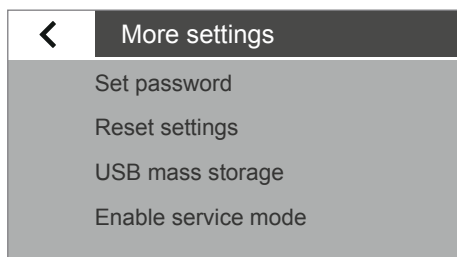 More settings
Set password
Reset settings
USB mass storage
Enable service mode